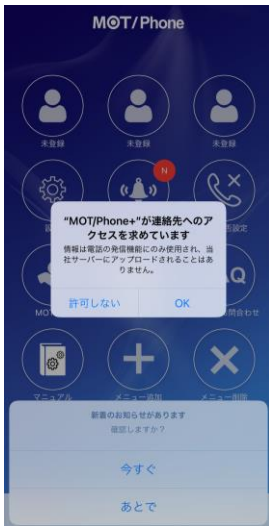 MOT/Phone
未登録 未登録 未登録
N
"MOT/Phone+"が連絡先へのア
クセスを求めています
情報は電話の発信機能にのみ使用され、当
社サーバーにアップロードされることはあ
りません。
許可しない OK
MOT Q お問合わせ
マニュアル メニュー追加 メニュー削除
新着のお知らせがあります
確認しますか？
今すぐ
あとで